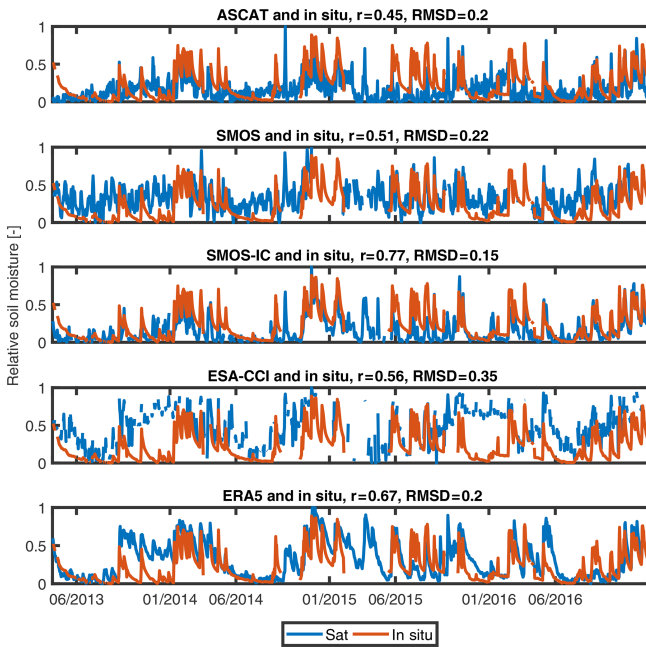 ASCAT and in situ, r=0.45, RMSD=0.2
1
0.5
0
SMOS and in situ, r=0.51, RMSD=0.22
1
0.5
0
SMOS-IC and in situ, r=0.77, RMSD=0.15
1
0.5
0
Relative soil moisture [-]
ESA-CCI and in situ, r=0.56, RMSD=0.35
1
0.5
0
ERA5 and in situ, r=0.67, RMSD=0.2
1
0.5
0
06/2013 01/2014 06/2014 01/2015 06/2015 01/2016 06/2016
Sat In situ